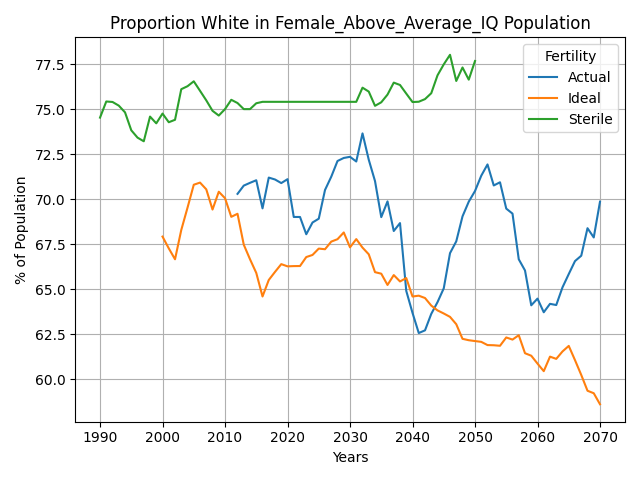 Proportion White in Female_Above_Average_IQ Population
Fertility
Actual
Ideal
Sterile
% of Population
77.5
75.0
72.5
70.0
67.5
65.0
62.5
60.0
1990 2000 2010 2020 2030 2040 2050 2060 2070
Years